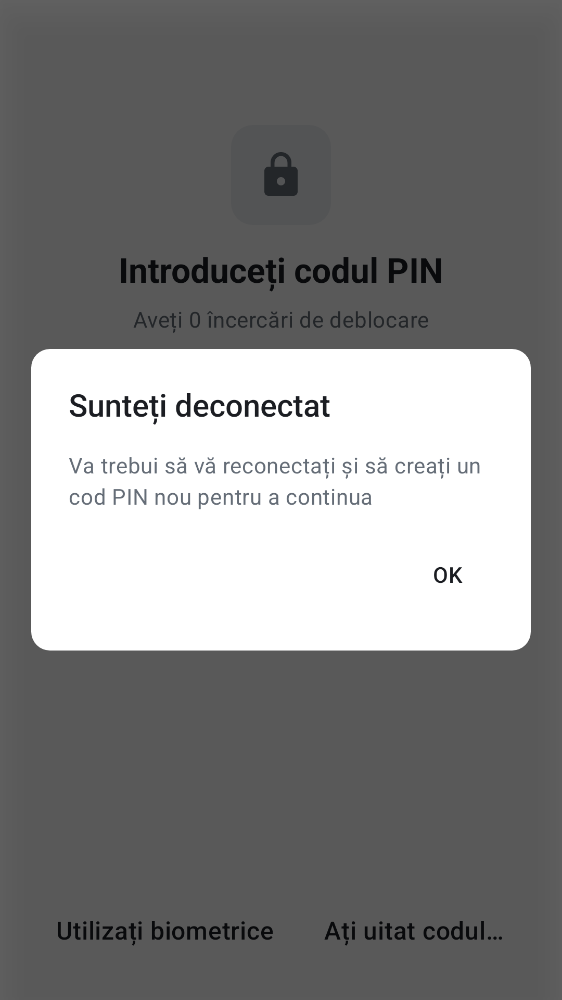 Introduceți codul PIN
Aveți 0 încercări de deblocare
Sunteți deconectat
Va trebui să vă reconectați și să creați un
cod PIN nou pentru a continua
OK
Utilizați biometrice
Ați uitat codul…